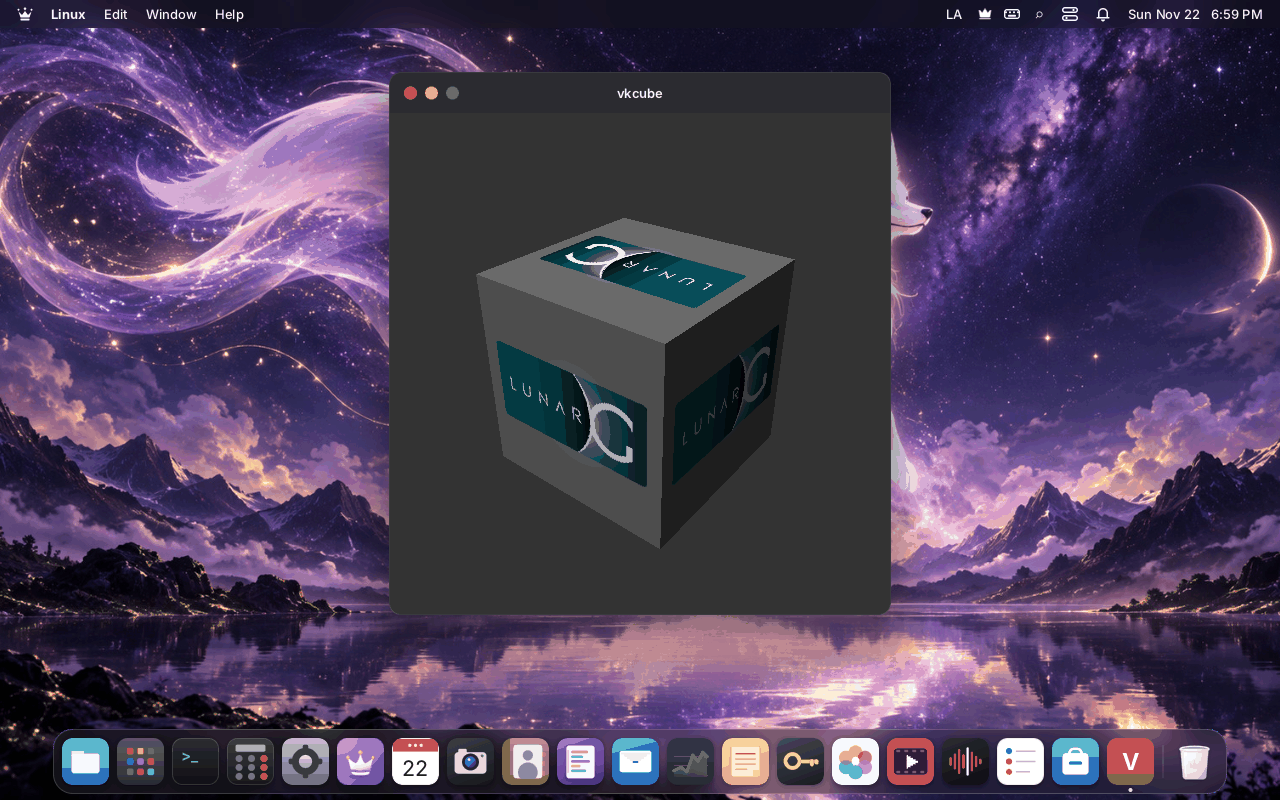 Linux Edit Window Help
LA
Sun Nov 22 6:59 PM
vkcube
LUNAR G
LUNAR G
LUNAR G
>_
22
V